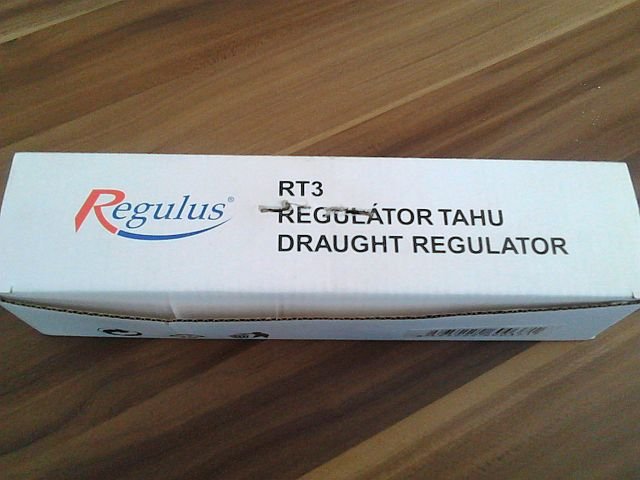 Regulus®
RT3
REGULÁTOR TAHU
DRAUGHT REGULATOR